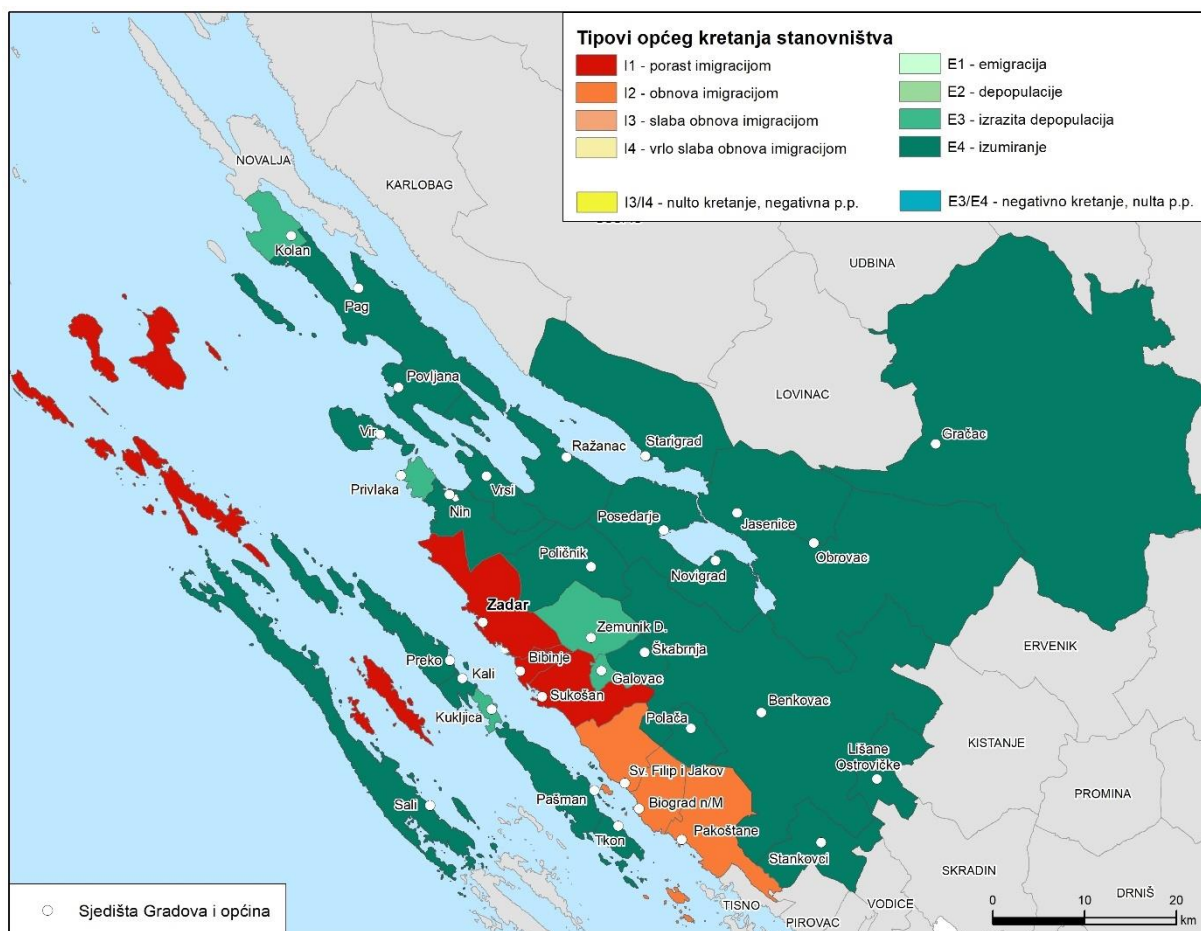 Tipovi općeg kretanja stanovništva
I1 - porast imigracijom
I2 - obnova imigracijom
I3 - slaba obnova imigracijom
I4 - vrlo slaba obnova imigracijom
I3/I4 - nulto kretanje, negativna p.p.
E1 - emigracija
E2 - depopulacije
E3 - izrazita depopulacija
E4 - izumiranje
E3/E4 - negativno kretanje, nulta p.p.
NOVALJA
KARLOBAG
UDBINA
Kolan
Pag
LOVINAC
Povljana
Vir
Ražanac
Starigrad
Gračac
Privlaka
Nin
Vrsi
Posedarje
Jasenice
Obrovac
Poličnik
Novigrad
Zadar
Zemunik D.
Škabrnja
ERVENIK
Preko
Kali
Bibinje
Galovac
Sukošan
Kukljica
Polača
Benkovac
KISTANJE
Lišane
Ostrovičke
Sv. Filip i Jakov
Pašman
Biograd n/M
PROMINA
Sali
Tkon
Pakoštane
Stankovci
SKRADIN
DRNIŠ
TISNO
VODICE
PIROVAC
Sjedišta Gradova i općina
0 10 20
km